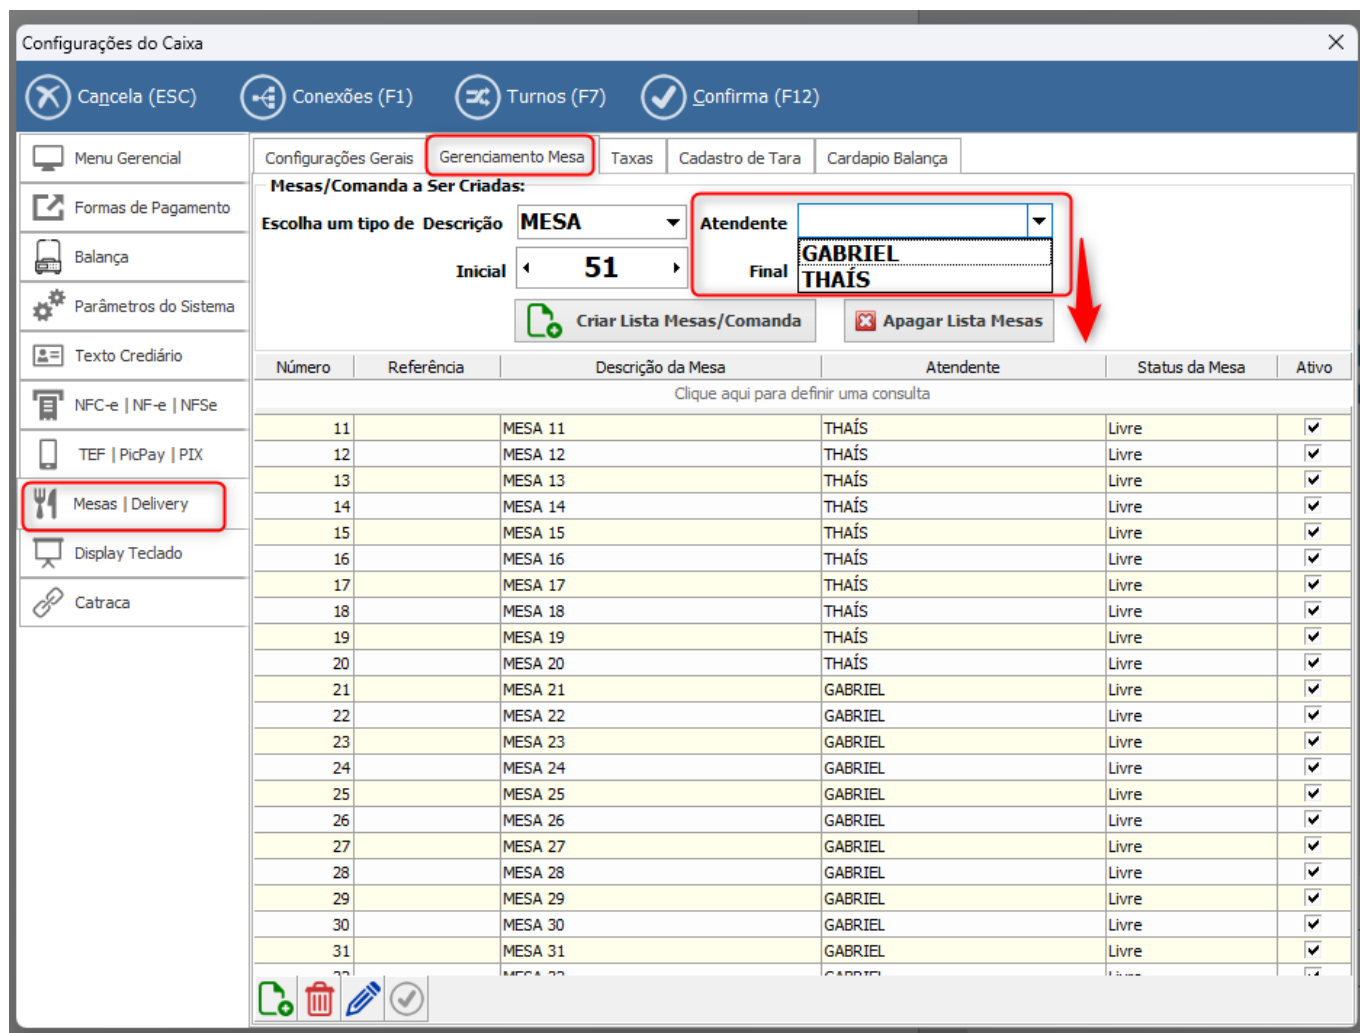 Configurações do Caixa
Cancela (ESC) Conexões (F1) Turnos (F7) Confirma (F12)
Menu Gerencial
Formas de Pagamento
Balança
Parâmetros do Sistema
Texto Crediário
NFC-e | NF-e | NFSe
TEF | PicPay | PIX
Mesas | Delivery
Display Teclado
Catraca
Configurações Gerais Gerenciamento Mesa Taxas Cadastro de Tara Cardapio Balança
Mesas/Comanda a Ser Criadas:
Escolha um tipo de Descrição MESA Atendente
GABRIEL
THAÍS
Inicial 51 Final
Criar Lista Mesas/Comanda Apagar Lista Mesas
Número Referência Descrição da Mesa Atendente Status da Mesa Ativo
Clique aqui para definir uma consulta
11 MESA 11 THAÍS Livre
12 MESA 12 THAÍS Livre
13 MESA 13 THAÍS Livre
14 MESA 14 THAÍS Livre
15 MESA 15 THAÍS Livre
16 MESA 16 THAÍS Livre
17 MESA 17 THAÍS Livre
18 MESA 18 THAÍS Livre
19 MESA 19 THAÍS Livre
20 MESA 20 THAÍS Livre
21 MESA 21 GABRIEL Livre
22 MESA 22 GABRIEL Livre
23 MESA 23 GABRIEL Livre
24 MESA 24 GABRIEL Livre
25 MESA 25 GABRIEL Livre
26 MESA 26 GABRIEL Livre
27 MESA 27 GABRIEL Livre
28 MESA 28 GABRIEL Livre
29 MESA 29 GABRIEL Livre
30 MESA 30 GABRIEL Livre
31 MESA 31 GABRIEL Livre